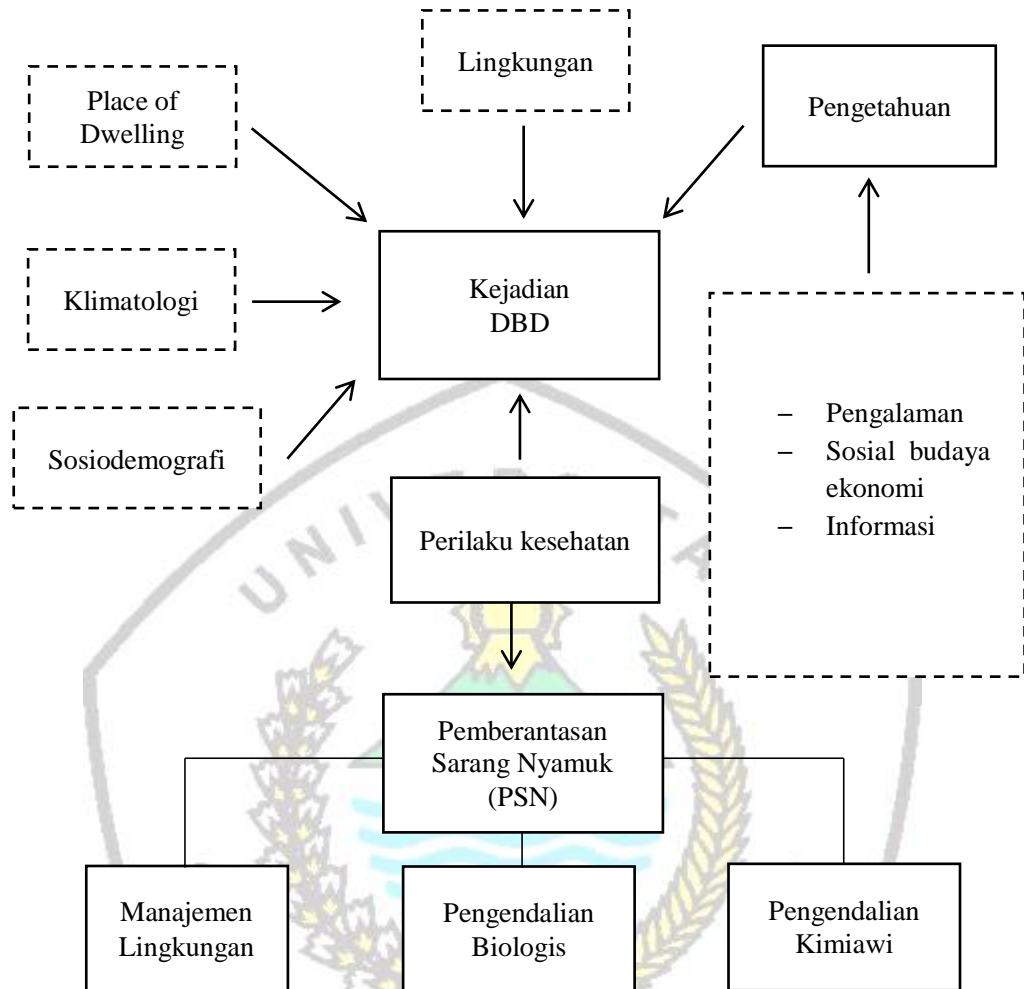 Lingkungan
Place of
Dwelling
Pengetahuan
Klimatologi
Kejadian
DBD
Sosiodemografi
– Pengalaman
– Sosial budaya
ekonomi
– Informasi
Perilaku kesehatan
UNIVERSITA
Pemberantasan
Sarang Nyamuk
(PSN)
Manajemen
Lingkungan
Pengendalian
Biologis
Pengendalian
Kimiawi